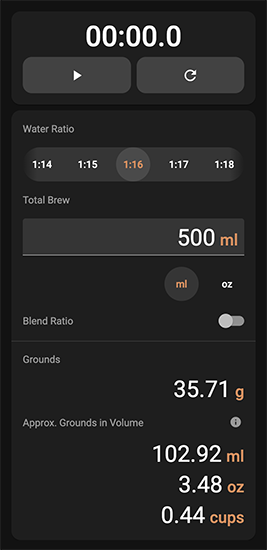 00:00.0
Water Ratio
1:14 1:15 1:16 1:17 1:18
Total Brew
500 ml
ml oz
Blend Ratio
Grounds
35.71 g
Approx. Grounds in Volume
102.92 ml
3.48 oz
0.44 cups